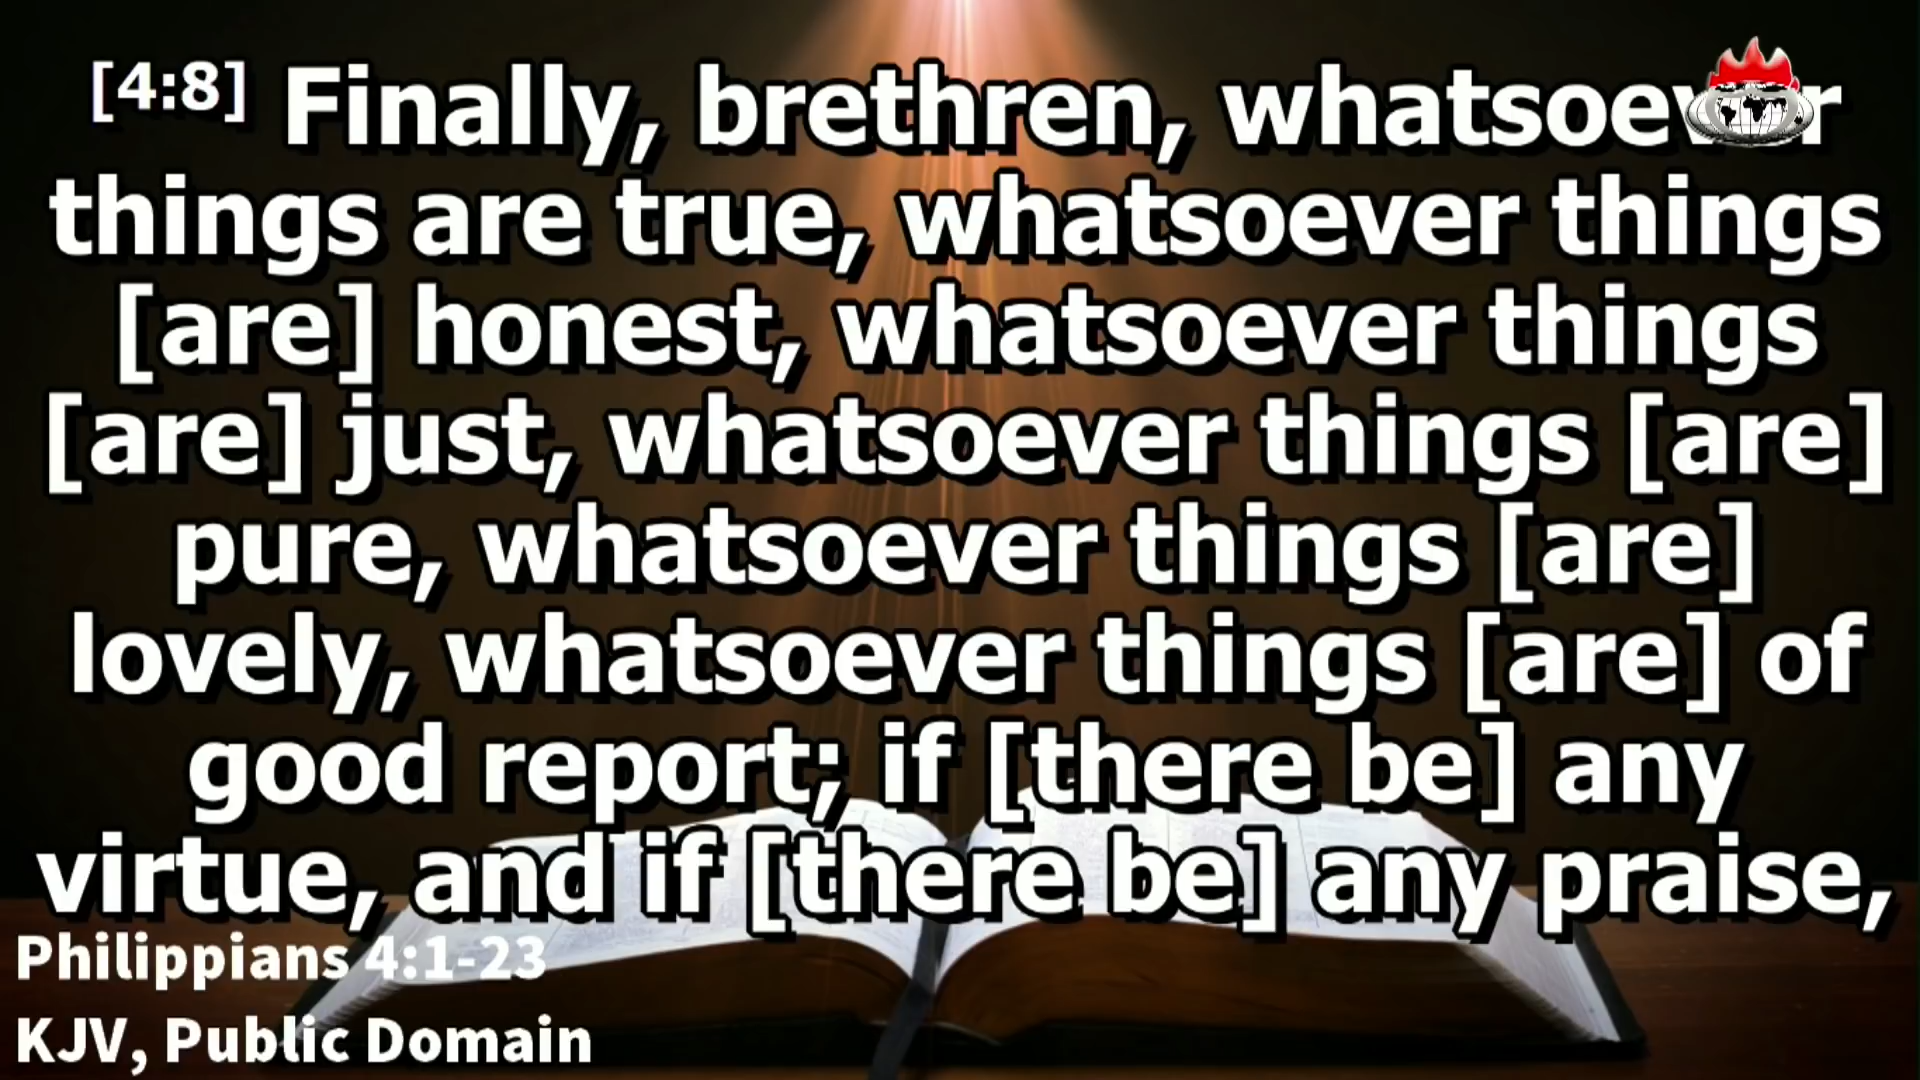 [4:8] Finally, brethren, whatsoever
things are true, whatsoever things
[are] honest, whatsoever things
[are] just, whatsoever things [are]
pure, whatsoever things [are]
lovely, whatsoever things [are] of
good report; if [there be] any
virtue, and if [there be] any praise,
Philippians 4:1-23
KJV, Public Domain